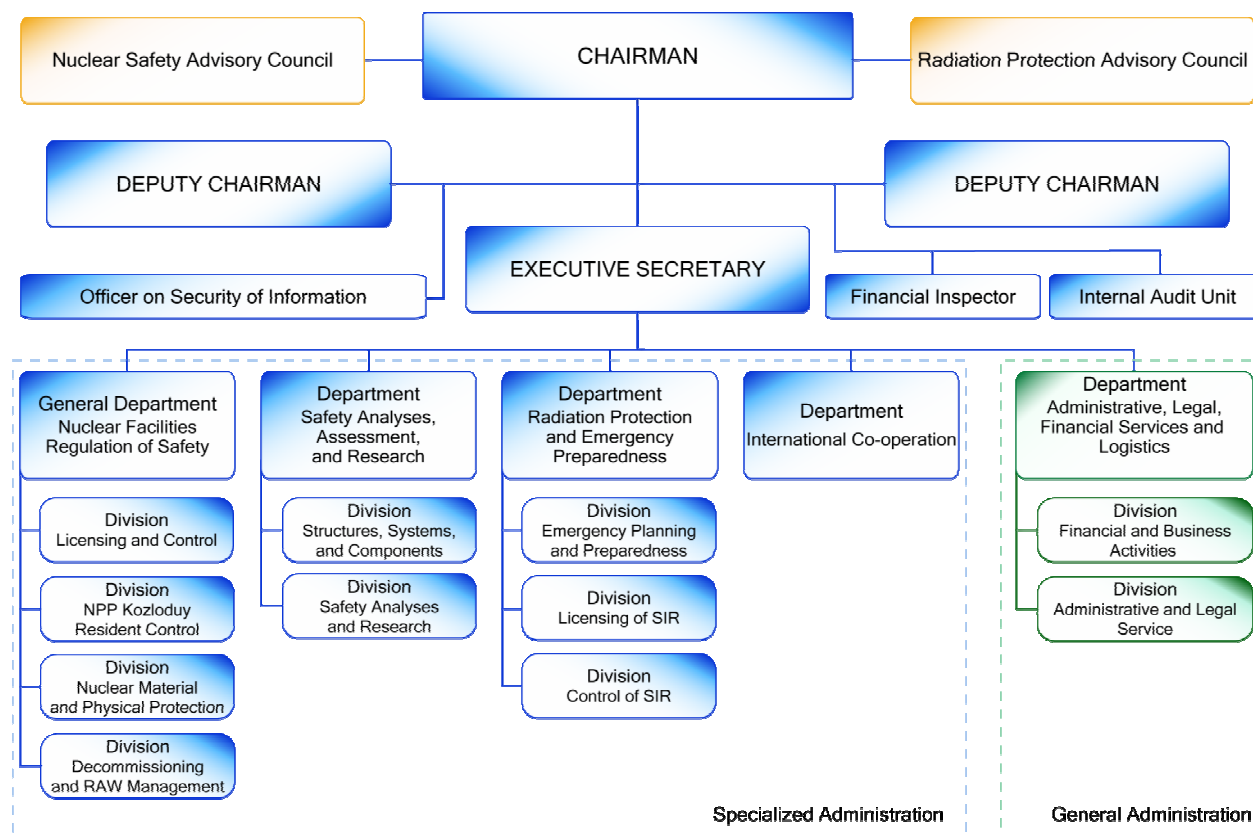 Nuclear Safety Advisory Council
CHAIRMAN
Radiation Protection Advisory Council
DEPUTY CHAIRMAN
DEPUTY CHAIRMAN
EXECUTIVE SECRETARY
Officer on Security of Information
Financial Inspector
Internal Audit Unit
General Department
Nuclear Facilities
Regulation of Safety
Division
Licensing and Control
Division
NPP Kozloduy
Resident Control
Division
Nuclear Material
and Physical Protection
Division
Decommissioning
and RAW Management
Department
Safety Analyses,
Assessment,
and Research
Division
Structures, Systems,
and Components
Division
Safety Analyses
and Research
Department
Radiation Protection
and Emergency
Preparedness
Division
Emergency Planning
and Preparedness
Division
Licensing of SIR
Division
Control of SIR
Department
International Co-operation
Specialized Administration
Department
Administrative, Legal,
Financial Services and
Logistics
Division
Financial and Business
Activities
Division
Administrative and Legal
Service
General Administration